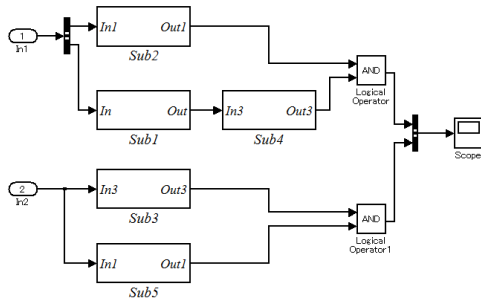 In1 Out1
Sub2
1
In1
In Out
Sub1
In3 Out3
Sub4
AND
Logical
Operator
Scope
2
In2
In3 Out3
Sub3
In1 Out1
Sub5
AND
Logical
Operator1